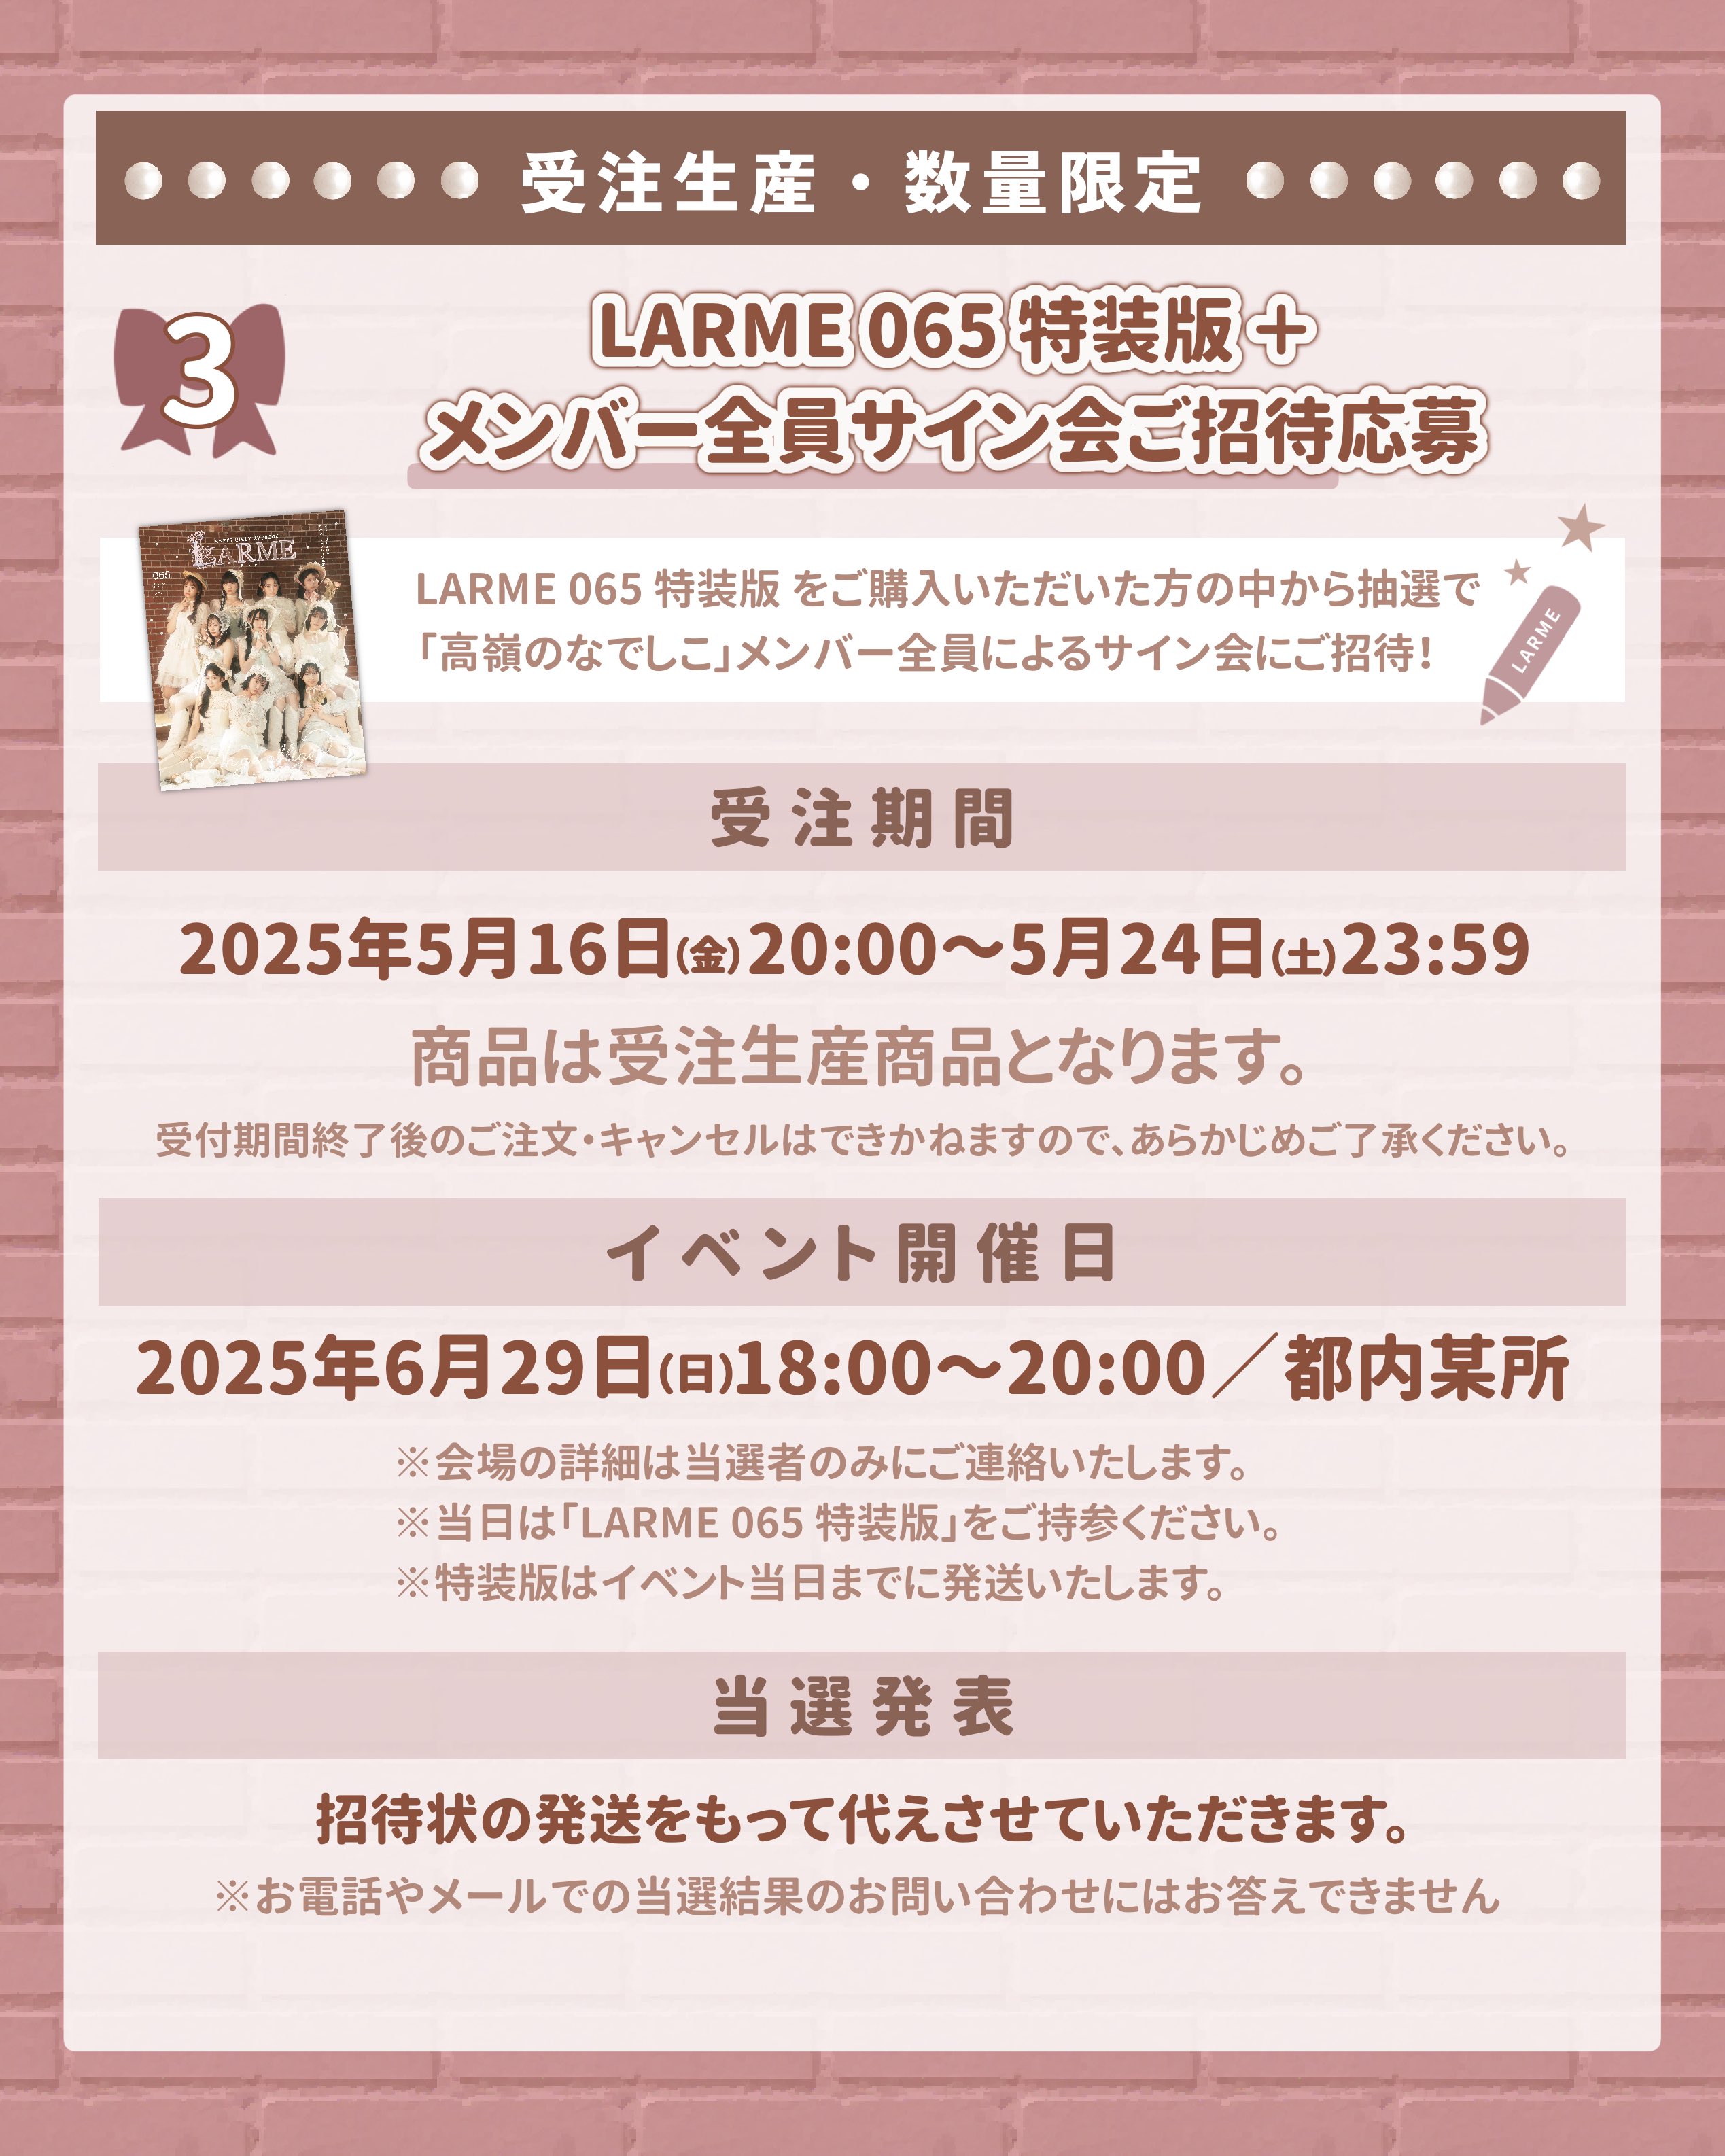 受注生産・数量限定
3
LARME 065 特装版＋
メンバー全員サイン会ご招待応募
LARME
065
LARME 065 特装版 をご購入いただいた方の中から抽選で
「高嶺のなでしこ」メンバー全員によるサイン会にご招待！
LARME
受注期間
2025年5月16日(金)20:00～5月24日(土)23:59
商品は受注生産商品となります。
受付期間終了後のご注文・キャンセルはできかねますので、あらかじめご了承ください。
イベント開催日
2025年6月29日(日)18:00～20:00／都内某所
※会場の詳細は当選者のみにご連絡いたします。
※当日は「LARME 065 特装版」をご持参ください。
※特装版はイベント当日までに発送いたします。
当選発表
招待状の発送をもって代えさせていただきます。
※お電話やメールでの当選結果のお問い合わせにはお答えできません